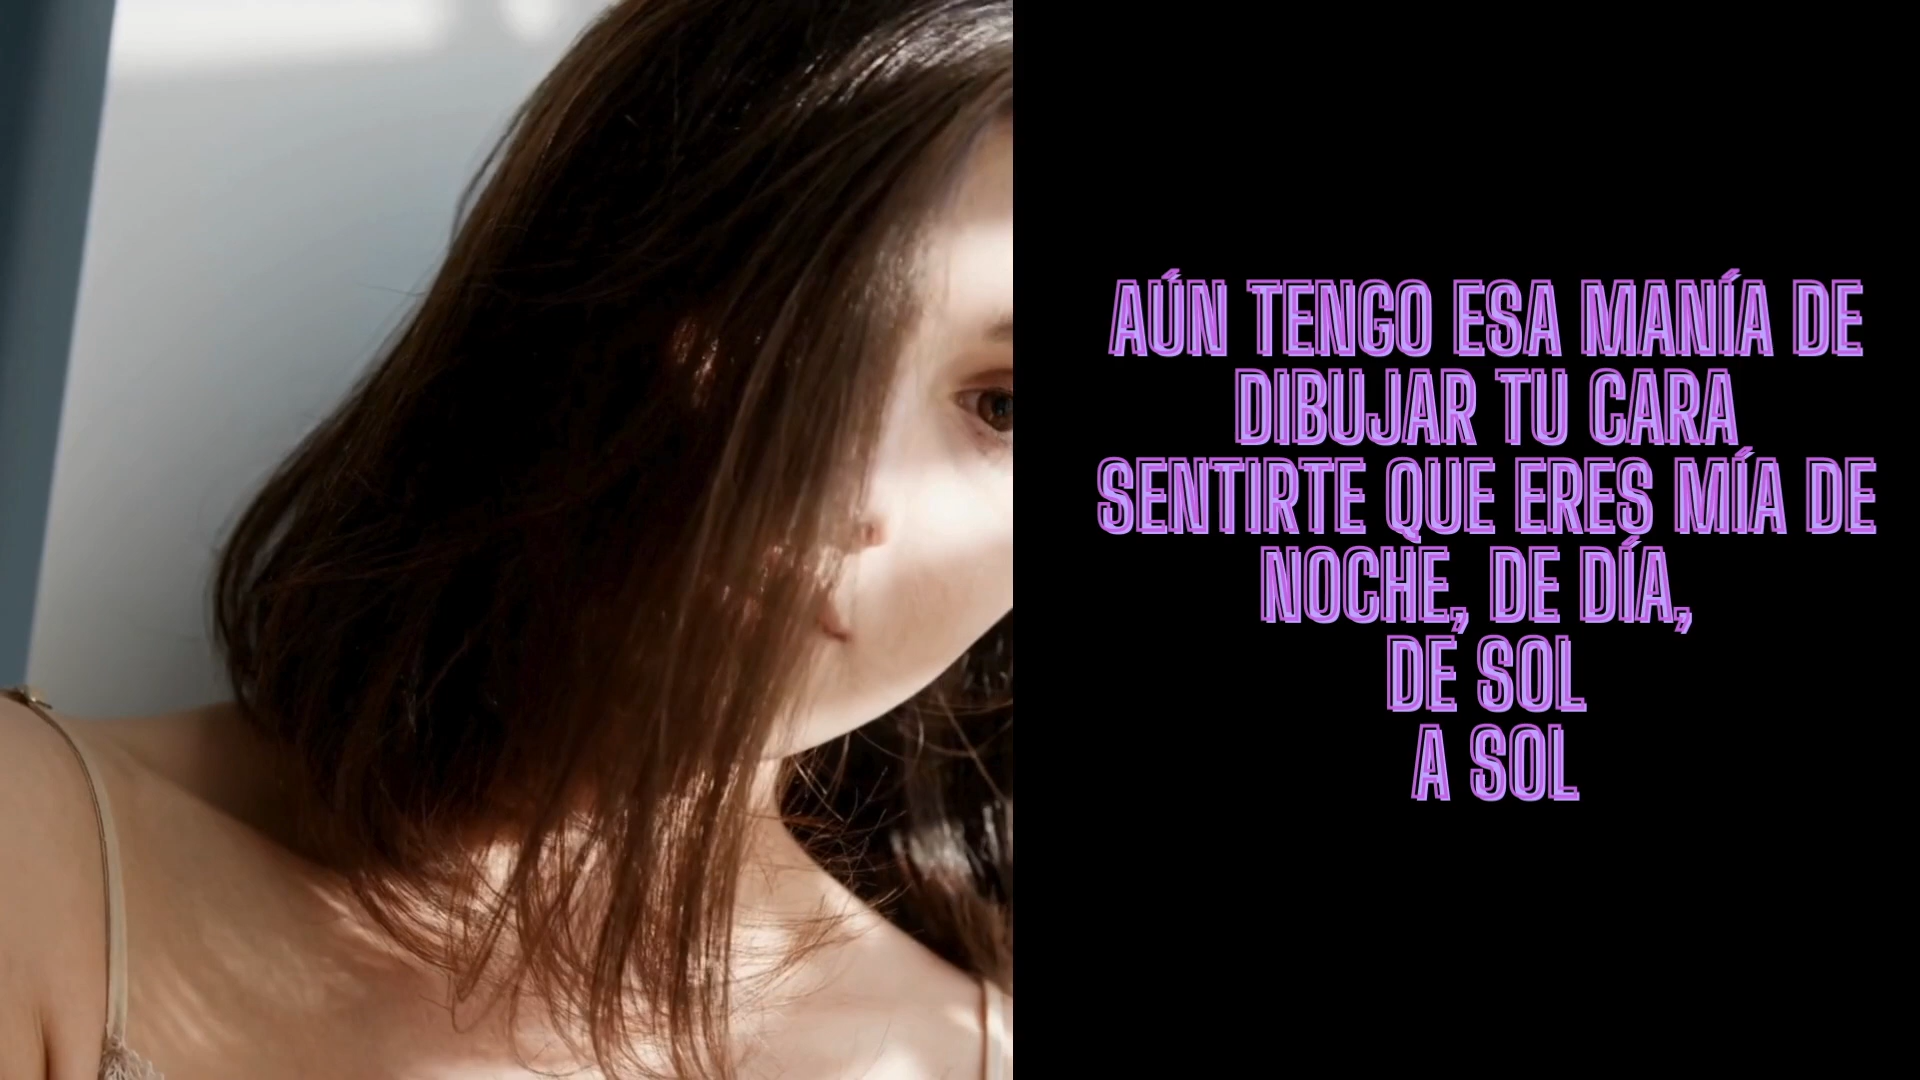 AÚN TENGO ESA MANÍA DE
DIBUJAR TU CARA
SENTIRTE QUE ERES MÍA DE
NOCHE, DE DÍA,
DE SOL
A SOL